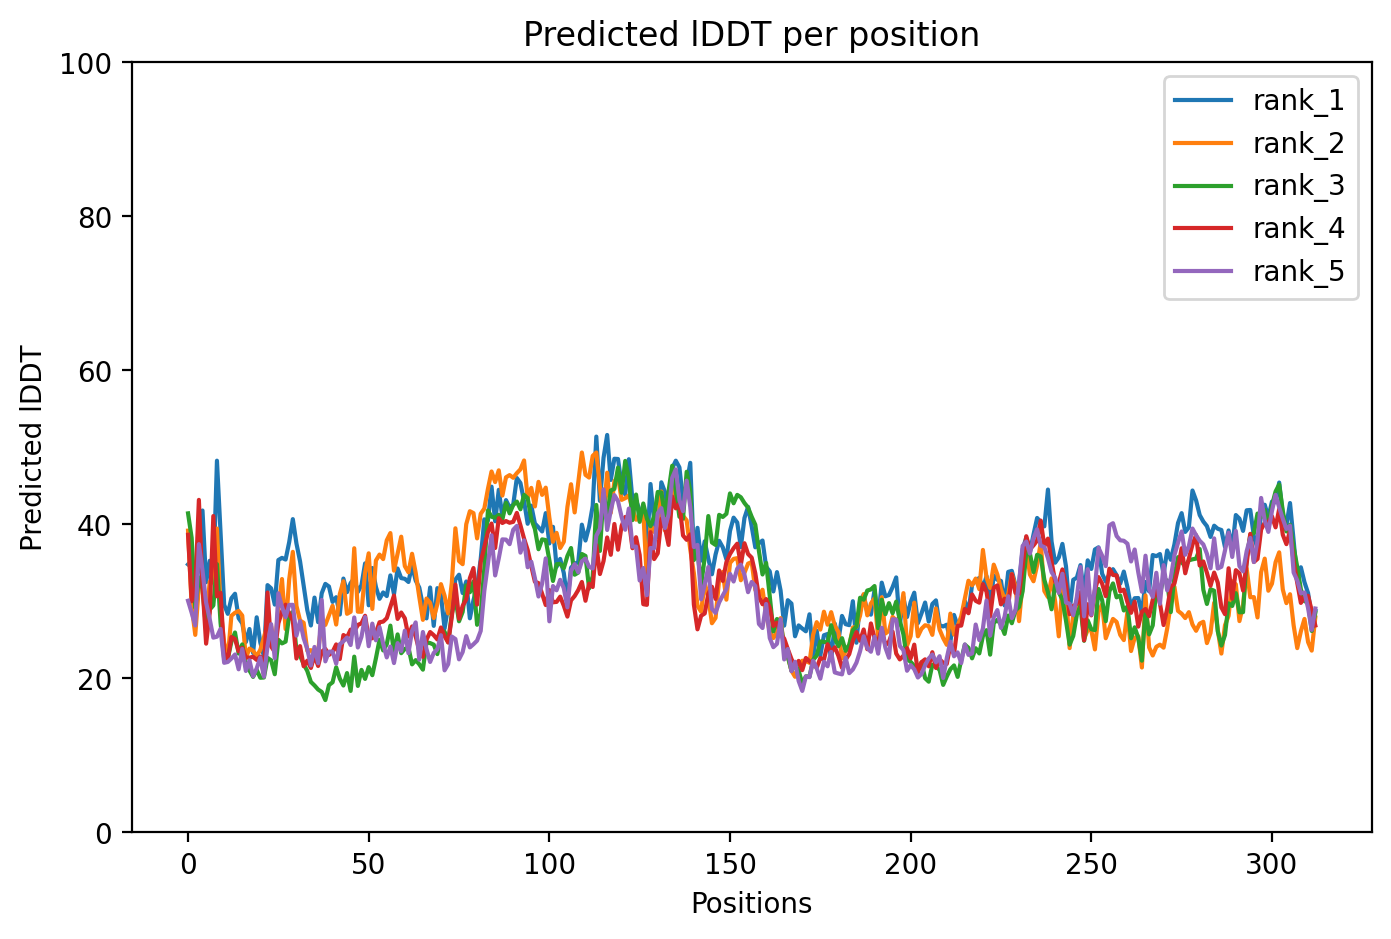 Predicted lDDT per position
100
80
60
40
20
0
Predicted lDDT
0 50 100 150 200 250 300
Positions
rank_1
rank_2
rank_3
rank_4
rank_5